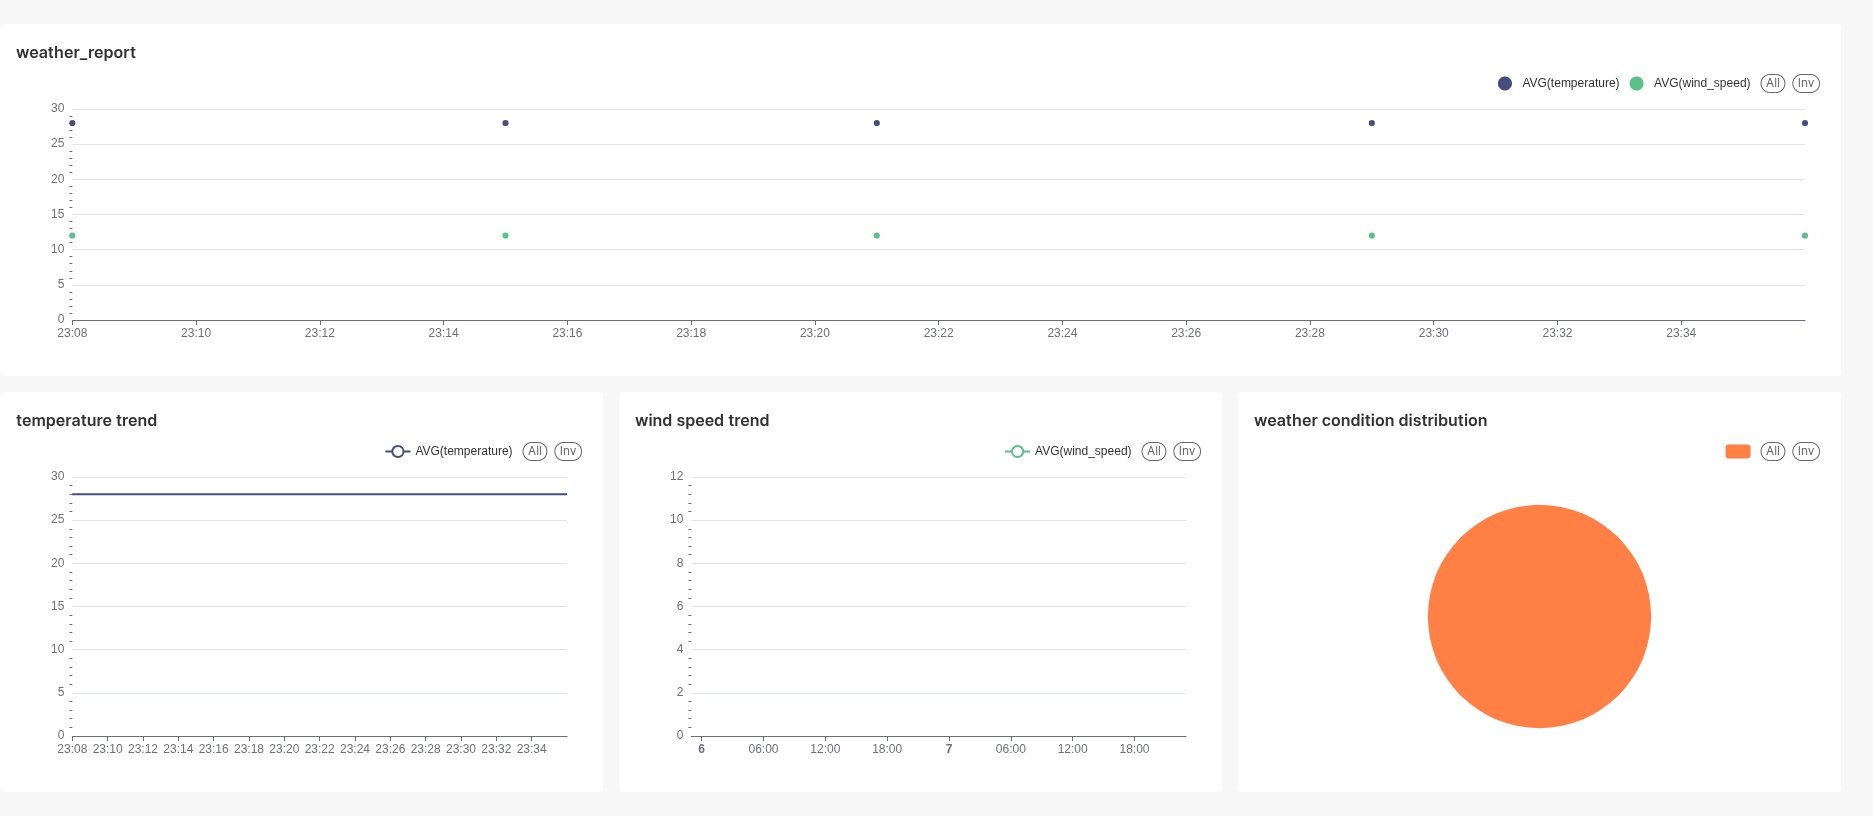 weather_report
AVG(temperature) AVG(wind_speed) All Inv
30
25
20
15
10
5
0
23:08 23:10 23:12 23:14 23:16 23:18 23:20 23:22 23:24 23:26 23:28 23:30 23:32 23:34
temperature trend
AVG(temperature) All Inv
30
25
20
15
10
5
0
23:08 23:10 23:12 23:14 23:16 23:18 23:20 23:22 23:24 23:26 23:28 23:30 23:32 23:34
wind speed trend
AVG(wind_speed) All Inv
12
10
8
6
4
2
0
6 06:00 12:00 18:00 7 06:00 12:00 18:00
weather condition distribution
All Inv